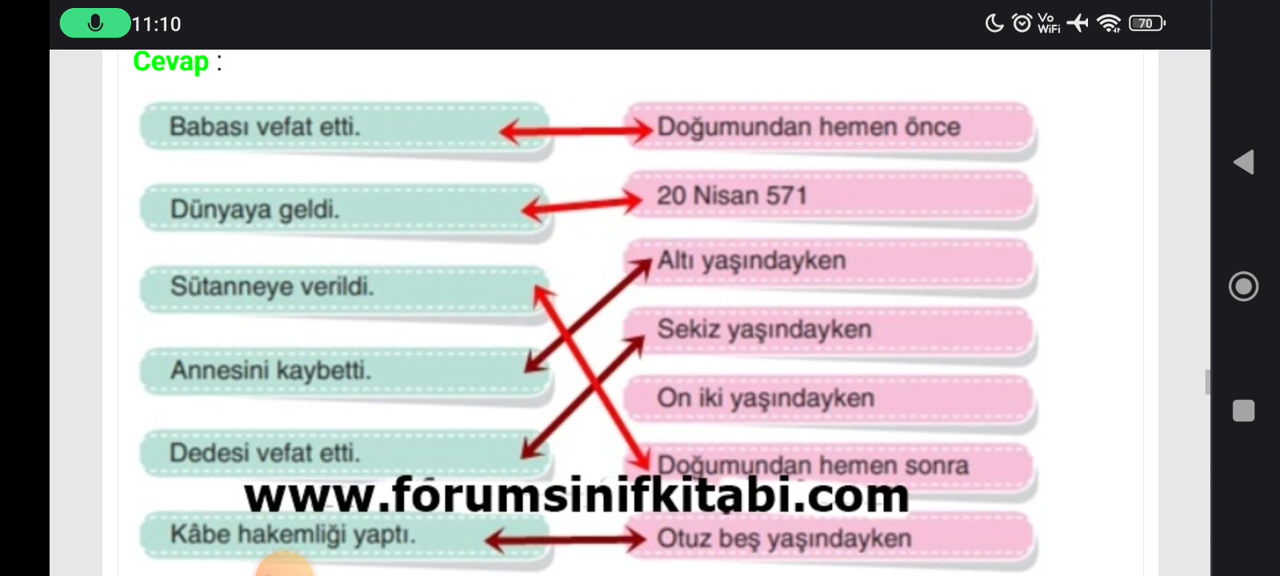 11:10
Vo
WiFi
70
Cevap :
Babası vefat etti.
Doğumundan hemen önce
Dünyaya geldi.
20 Nisan 571
Sütanneye verildi.
Altı yaşındayken
Annesini kaybetti.
Sekiz yaşındayken
On iki yaşındayken
Dedesi vefat etti.
Doğumundan hemen sonra
www.forumsinifkitabi.com
Kâbe hakemliği yaptı.
Otuz beş yaşındayken